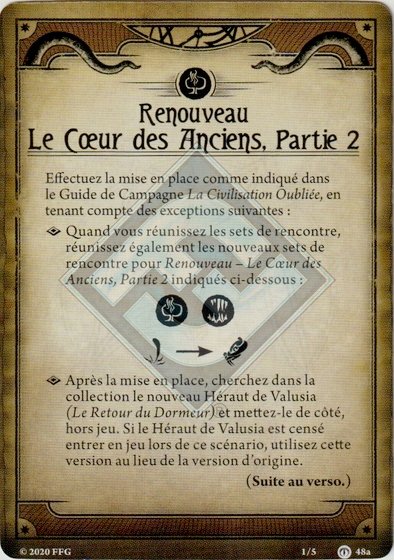 Renouveau
Le Cœur des Anciens, Partie 2
Effectuez la mise en place comme indiqué dans
le Guide de Campagne La Civilisation Oubliée, en
tenant compte des exceptions suivantes :
Quand vous réunissez les sets de rencontre,
réunissez également les nouveaux sets de
rencontre pour Renouveau – Le Cœur des
Anciens, Partie 2 indiqués ci-dessous :
Après la mise en place, cherchez dans la
collection le nouveau Héraut de Valusia
(Le Retour du Dormeur) et mettez-le de côté,
hors jeu. Si le Héraut de Valusia est censé
entrer en jeu lors de ce scénario, utilisez cette
version au lieu de la version d'origine.
(Suite au verso.)
© 2020 FFG 1/5 48a